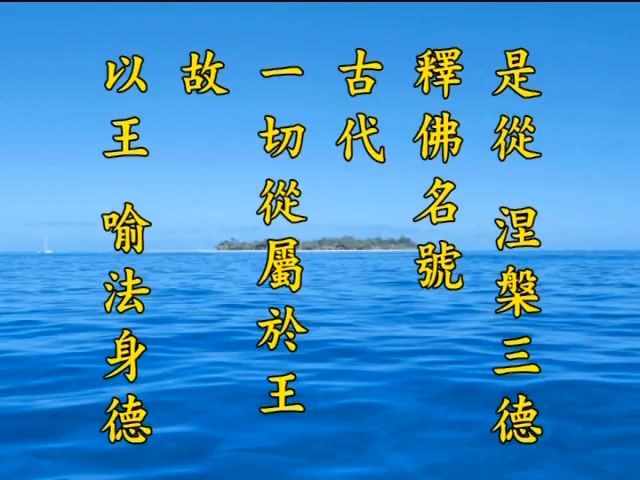 是從 涅槃三德
釋佛名號
古代
一切從屬於王
故
以王 喻法身德